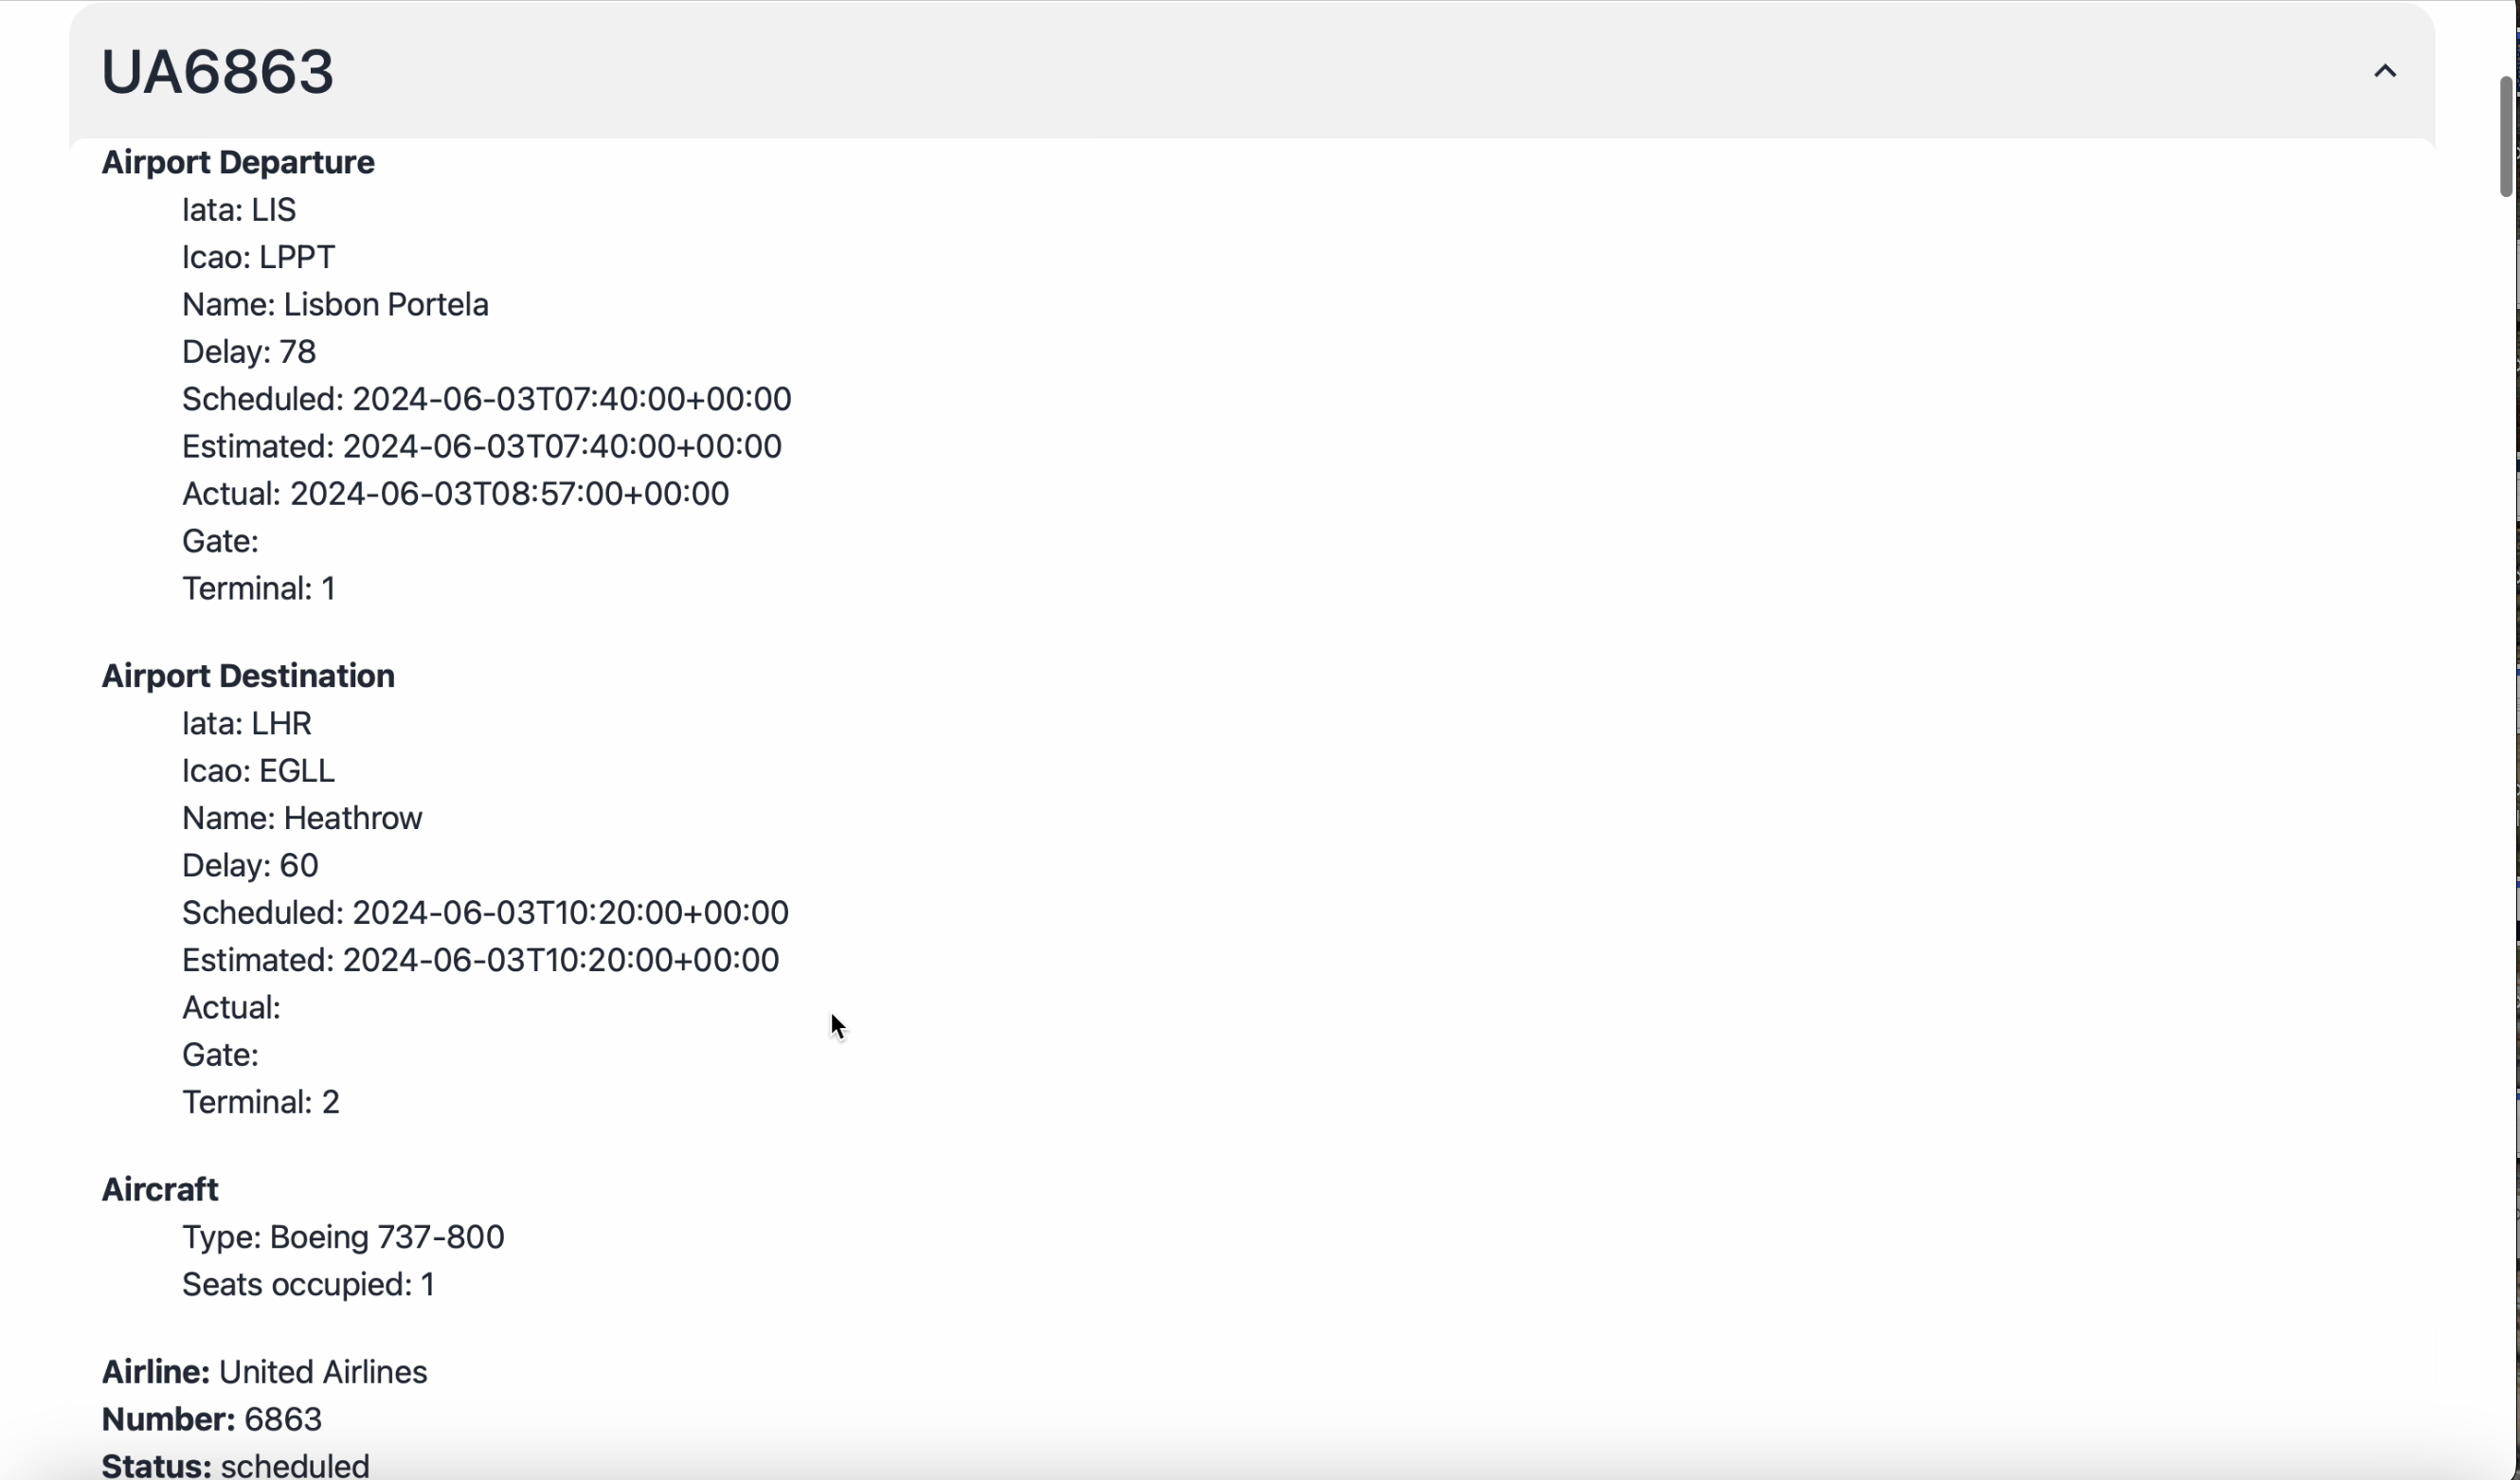 UA6863
Airport Departure
Iata: LIS
Icao: LPPT
Name: Lisbon Portela
Delay: 78
Scheduled: 2024-06-03T07:40:00+00:00
Estimated: 2024-06-03T07:40:00+00:00
Actual: 2024-06-03T08:57:00+00:00
Gate:
Terminal: 1
Airport Destination
Iata: LHR
Icao: EGLL
Name: Heathrow
Delay: 60
Scheduled: 2024-06-03T10:20:00+00:00
Estimated: 2024-06-03T10:20:00+00:00
Actual:
Gate:
Terminal: 2
Aircraft
Type: Boeing 737-800
Seats occupied: 1
Airline: United Airlines
Number: 6863
Status: scheduled